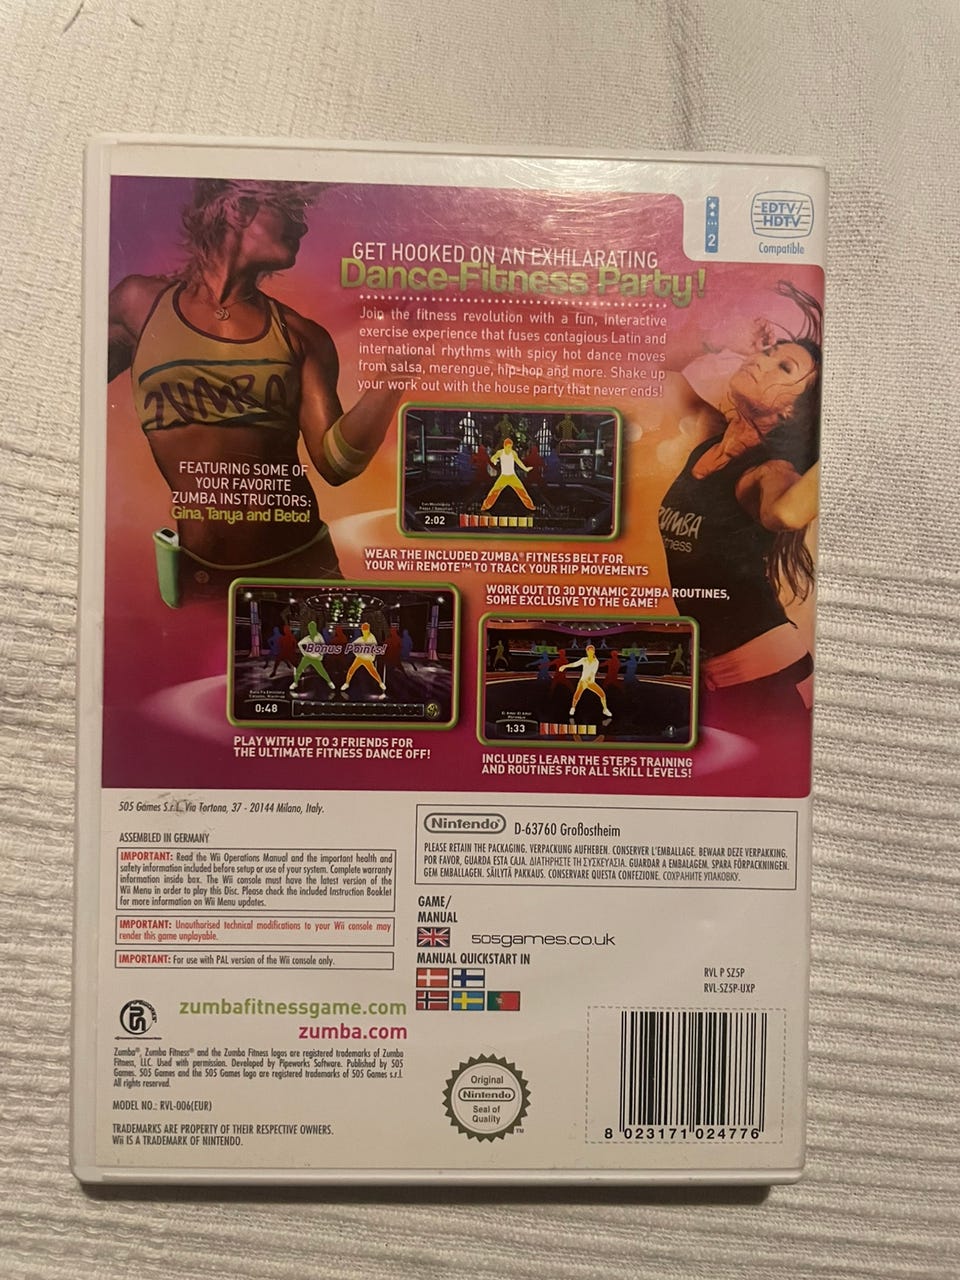 EDTV/
HDTV
Compatible
2
GET HOOKED ON AN EXHILARATING
Dance-Fitness Party!
Join the fitness revolution with a fun, interactive
exercise experience that fuses contagious Latin and
international rhythms with spicy hot dance moves
from salsa, merengue, hip-hop and more. Shake up
your work out with the house party that never ends!
ZUMBA
ZUMBA
fitness
FEATURING SOME OF
YOUR FAVORITE
ZUMBA INSTRUCTORS:
Gina, Tanya and Beto!
2:02
WEAR THE INCLUDED ZUMBA® FITNESS BELT FOR
YOUR Wii REMOTE™ TO TRACK YOUR HIP MOVEMENTS
WORK OUT TO 30 DYNAMIC ZUMBA ROUTINES,
SOME EXCLUSIVE TO THE GAME!
Bonus Points!
0:48
1:33
PLAY WITH UP TO 3 FRIENDS FOR
THE ULTIMATE FITNESS DANCE OFF!
INCLUDES LEARN THE STEPS TRAINING
AND ROUTINES FOR ALL SKILL LEVELS!
505 Games S.r.l. Via Tortona, 37 - 20144 Milano, Italy.
ASSEMBLED IN GERMANY
IMPORTANT: Read the Wii Operations Manual and the important health and
safety information included before setup or use of your system. Complete warranty
information inside box. The Wii console must have the latest version of the
Wii Menu in order to play this Disc. Please check the included Instruction Booklet
for more information on Wii Menu updates.
IMPORTANT: Unauthorised technical modifications to your Wii console may
render this game unplayable.
IMPORTANT: For use with PAL version of the Wii console only.
Nintendo® D-63760 Großostheim
PLEASE RETAIN THE PACKAGING. VERPACKUNG AUFHEBEN. CONSERVER L'EMBALLAGE. BEWAAR DEZE VERPAKKING.
POR FAVOR, GUARDA ESTA CAJA. ΔΙΑΤΗΡΗΣΤΕ ΤΗ ΣΥΣΚΕΥΑΣΙΑ. GUARDAR A EMBALAGEM. SPARA FÖRPACKNINGEN.
GEM EMBALLAGEN. SÄILYTÄ PAKKAUS. CONSERVARE QUESTA CONFEZIONE. СОХРАНИТЕ УПАКОВКУ.
GAME/
MANUAL
505games.co.uk
MANUAL QUICKSTART IN
zumbafitnessgame.com
zumba.com
Zumba®, Zumba Fitness® and the Zumba Fitness logos are registered trademarks of Zumba
Fitness, LLC. Used with permission. Developed by Pipeworks Software. Published by 505
Games. 505 Games and the 505 Games logo are registered trademarks of 505 Games s.r.l.
All rights reserved.
MODEL NO.: RVL-006(EUR)
TRADEMARKS ARE PROPERTY OF THEIR RESPECTIVE OWNERS.
Wii IS A TRADEMARK OF NINTENDO.
Original
Nintendo
Seal of
Quality
TM
RVL P SZ5P
RVL-SZ5P-UXP
8 023171 024776